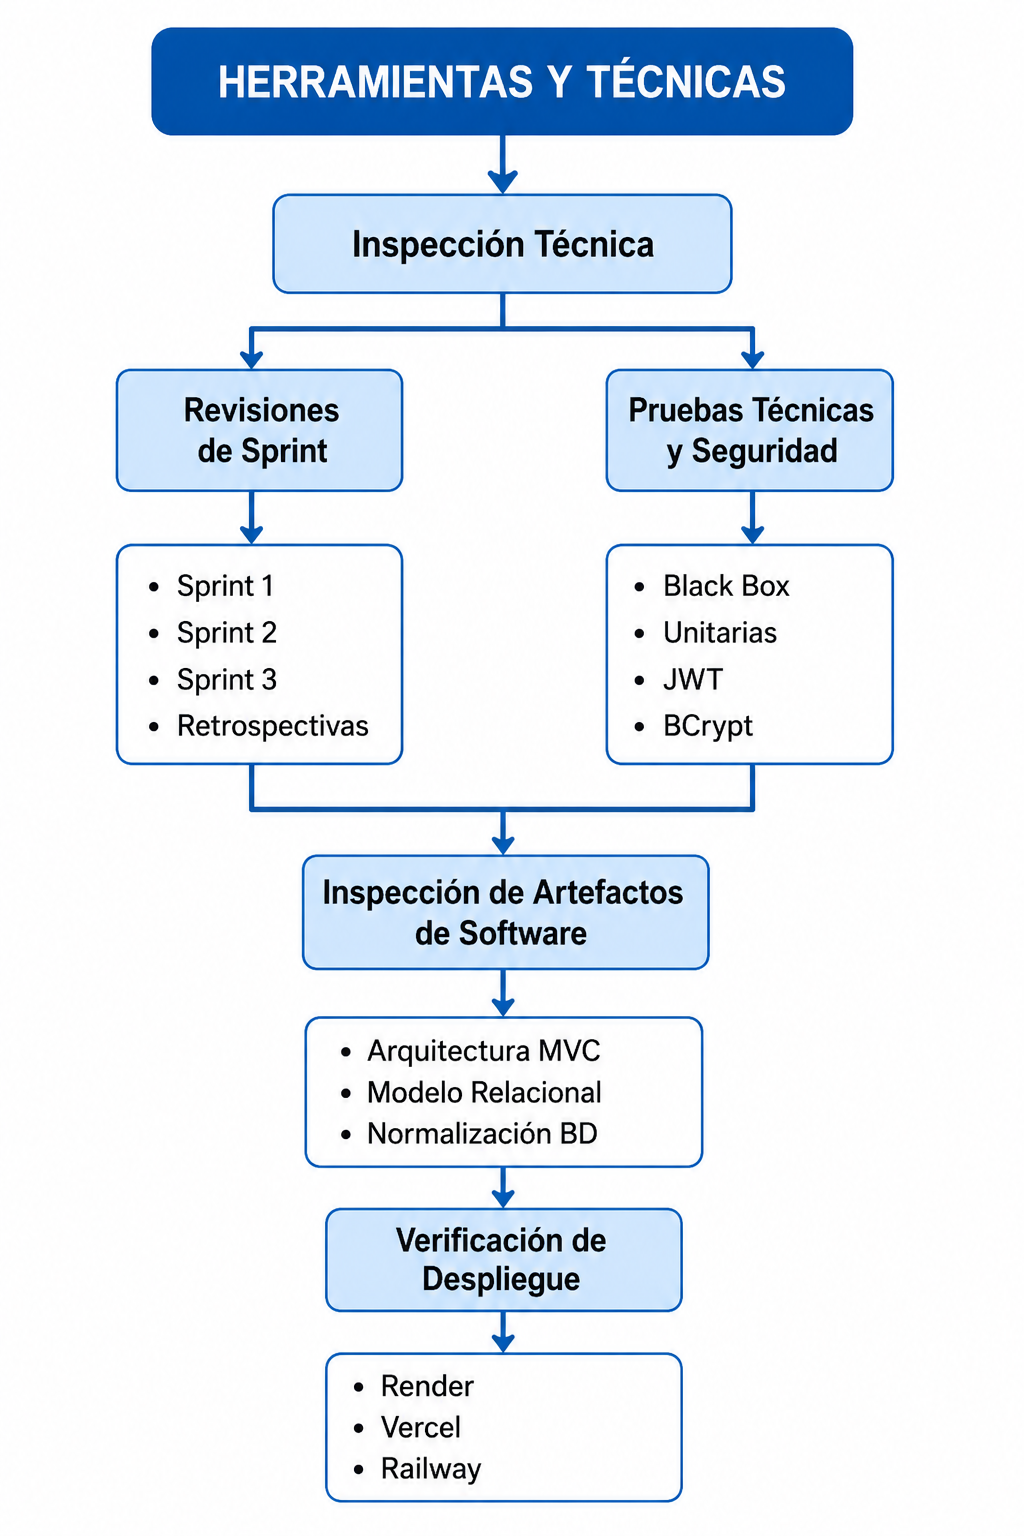 HERRAMIENTAS Y TÉCNICAS
Inspección Técnica
Revisiones
de Sprint
Pruebas Técnicas
y Seguridad
• Sprint 1
• Sprint 2
• Sprint 3
• Retrospectivas
• Black Box
• Unitarias
• JWT
• BCrypt
Inspección de Artefactos
de Software
• Arquitectura MVC
• Modelo Relacional
• Normalización BD
Verificación de
Despliegue
• Render
• Vercel
• Railway